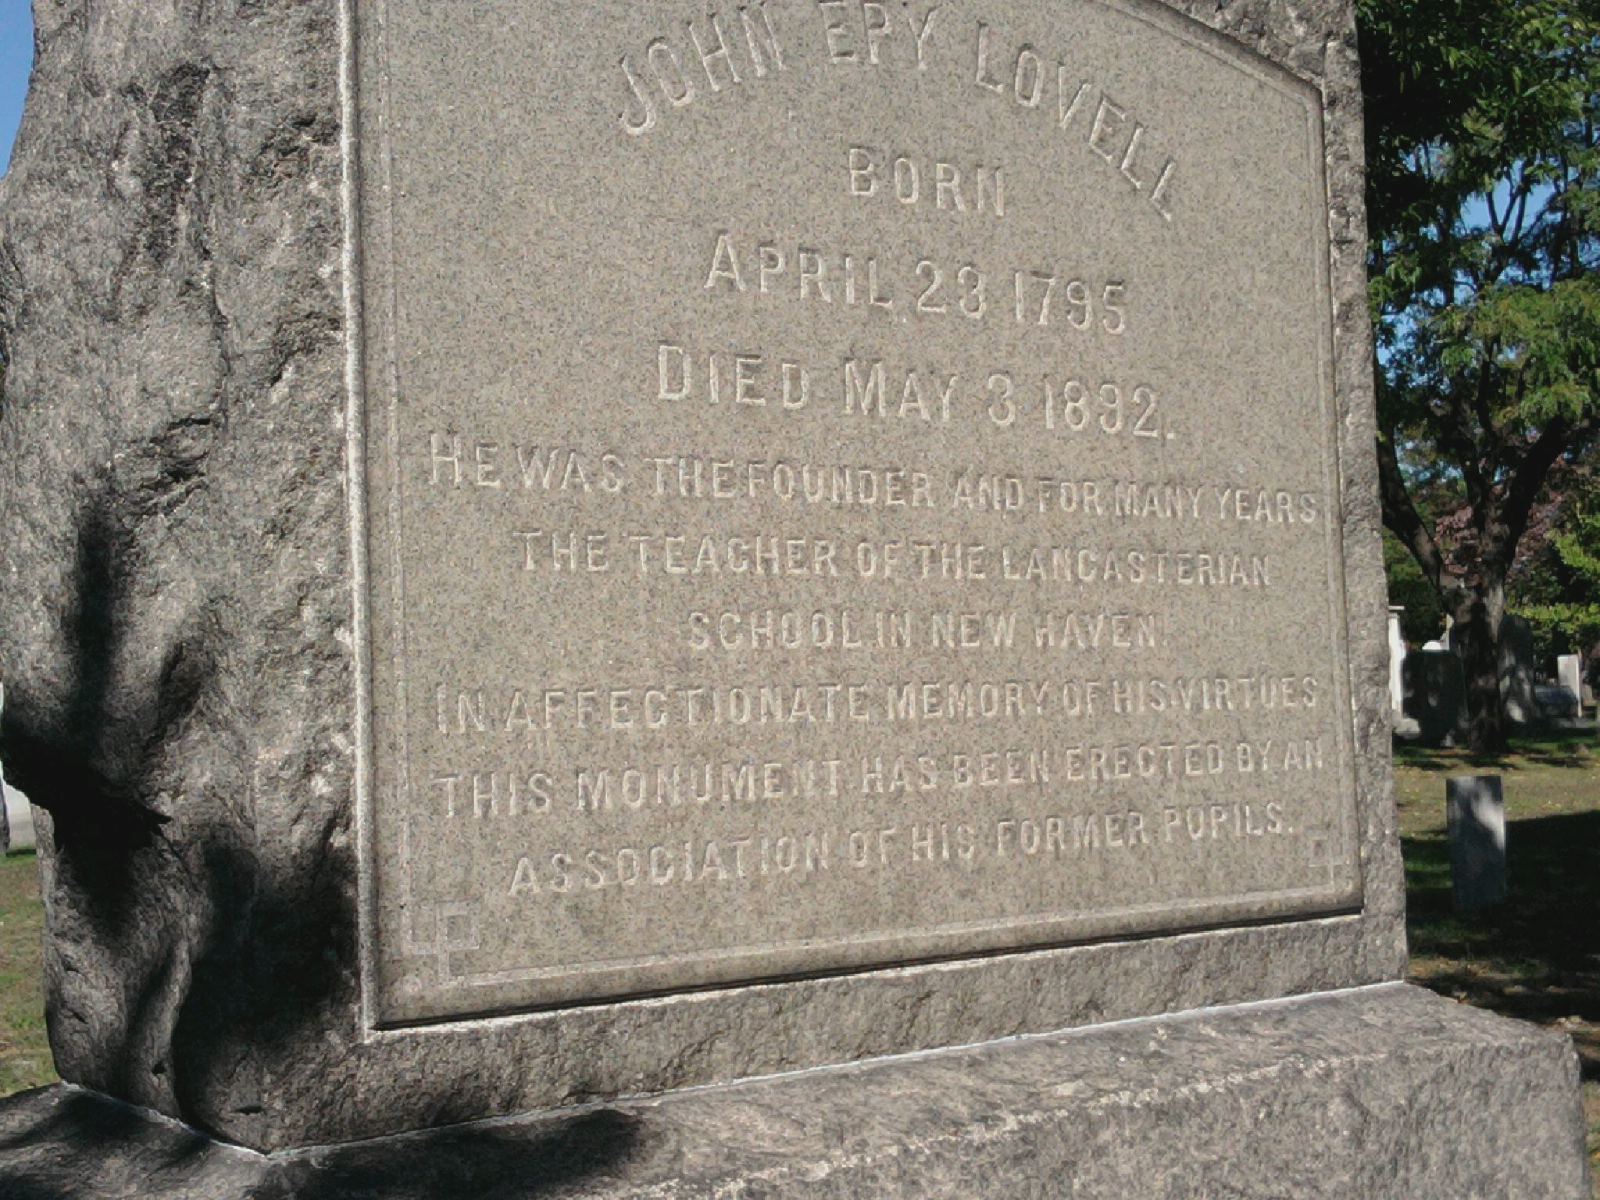 JOHN EPY LOVELL
BORN
APRIL 23 1795
DIED MAY 3 1892.
HE WAS THE FOUNDER AND FOR MANY YEARS
THE TEACHER OF THE LANCASTERIAN
SCHOOL IN NEW HAVEN.
IN AFFECTIONATE MEMORY OF HIS VIRTUES
THIS MONUMENT HAS BEEN ERECTED BY AN
ASSOCIATION OF HIS FORMER PUPILS.